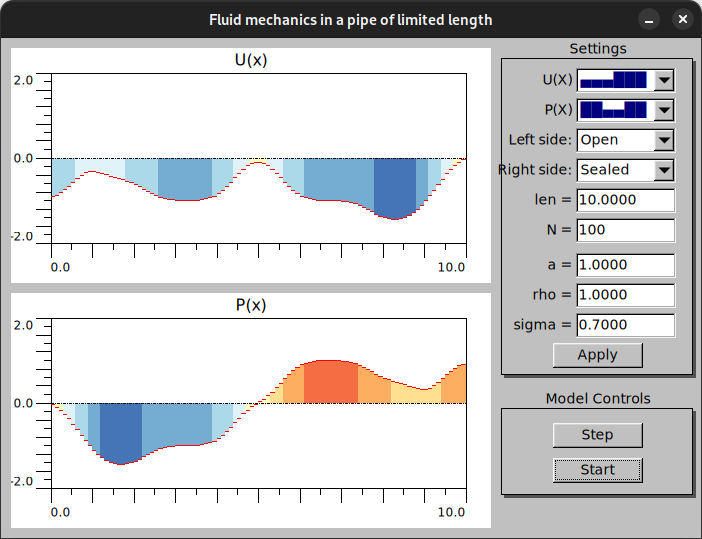 Fluid mechanics in a pipe of limited length
U(x)
2.0
0.0
-2.0
0.0 10.0
P(x)
2.0
0.0
-2.0
0.0 10.0
Settings
U(X)
P(X)
Left side: Open
Right side: Sealed
len = 10.0000
N = 100
a = 1.0000
rho = 1.0000
sigma = 0.7000
Apply
Model Controls
Step
Start